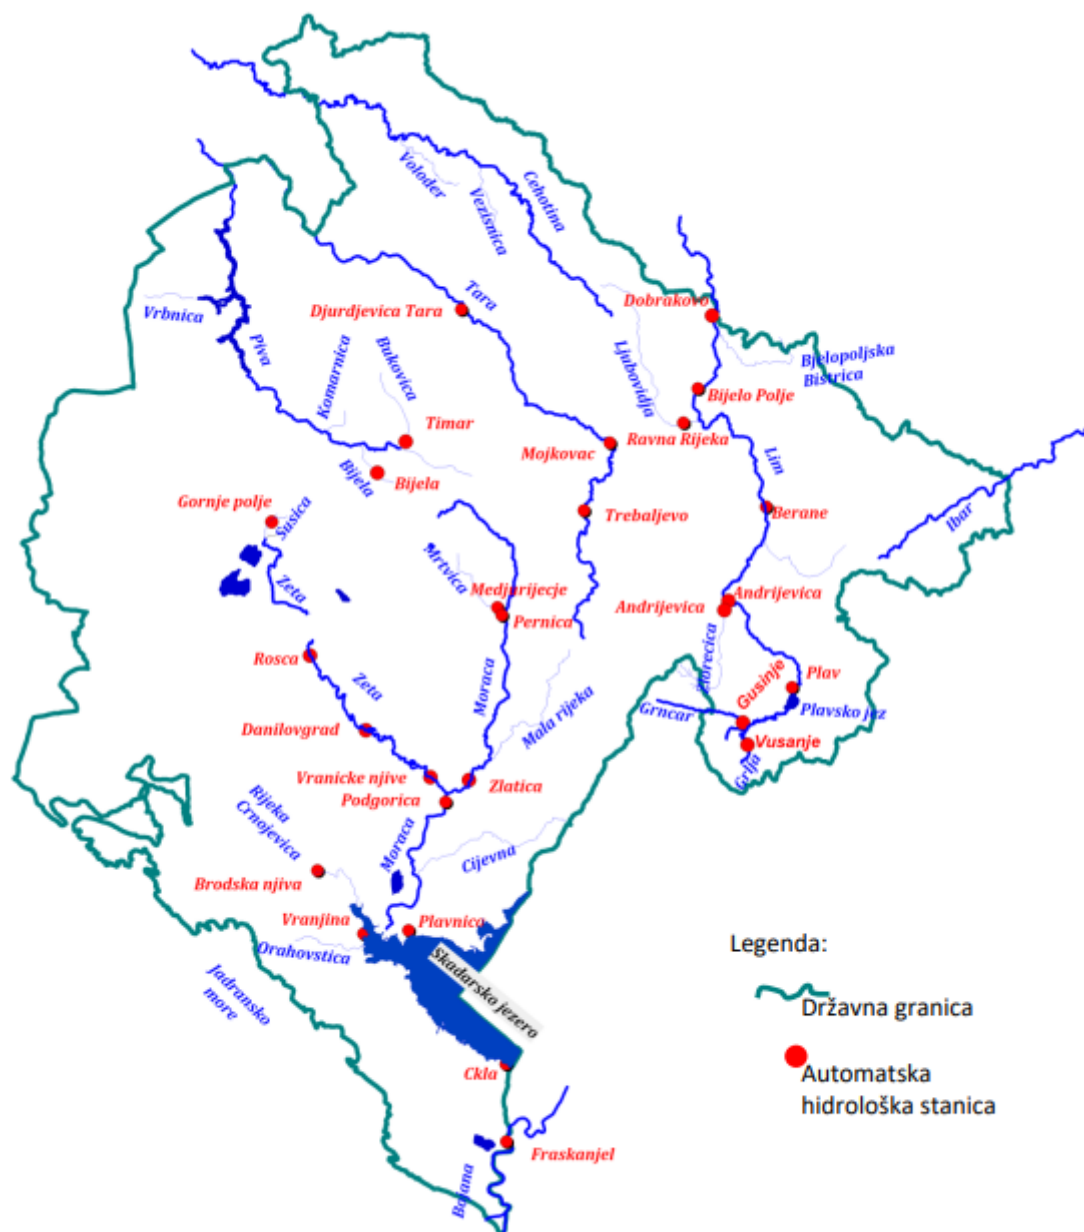 Voloder
Vezisnica
Cehotina
Vrbnica
Piva
Djurdjevica Tara
Tara
Dobrakovo
Komarnica
Bukovica
Ljubovidja
Bjelopoljska
Bistrica
Bijelo Polje
Timar
Ravna Rijeka
Mojkovac
Bijela
Bijela
Lim
Gornje polje
Susica
Trebaljevo
Berane
Ibar
Zeta
Mrtvica
Medjurijecje
Pernica
Andrijevica
Andrijevica
Rosca
Zeta
Moraca
Mala rijeka
Gusinje
Plav
Grncar
Plavsko jez
Danilovgrad
Vusanje
Grlja
Vranicke njive
Zlatica
Podgorica
Rijeka
Crnojevica
Moraca
Cijevna
Brodska njiva
Vranjina
Plavnica
Orahovstica
Skadarsko jezero
Jadransko
more
Ckla
Fraskanjel
Bojana
Legenda:
Državna granica
Automatska
hidrološka stanica